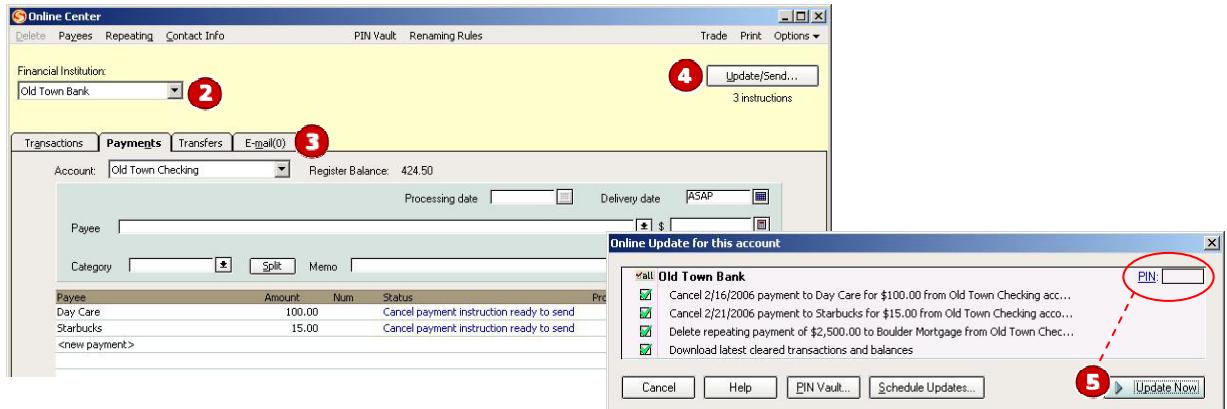 Online Center
Delete Payees Repeating Contact Info PIN Vault Renaming Rules Trade Print Options
Financial Institution:
Old Town Bank 2
4 Update/Send...
3 instructions
Transactions Payments Transfers E-mail(0) 3
Account: Old Town Checking Register Balance: 424.50
Processing date Delivery date ASAP
Payee $
Category Split Memo
Payee Amount Num Status Pro
Day Care 100.00 Cancel payment instruction ready to send
Starbucks 15.00 Cancel payment instruction ready to send
<new payment>
Online Update for this account
all Old Town Bank PIN:
Cancel 2/16/2006 payment to Day Care for $100.00 from Old Town Checking acc...
Cancel 2/21/2006 payment to Starbucks for $15.00 from Old Town Checking acco...
Delete repeating payment of $2,500.00 to Boulder Mortgage from Old Town Chec...
Download latest cleared transactions and balances
Cancel Help PIN Vault... Schedule Updates... 5 Update Now